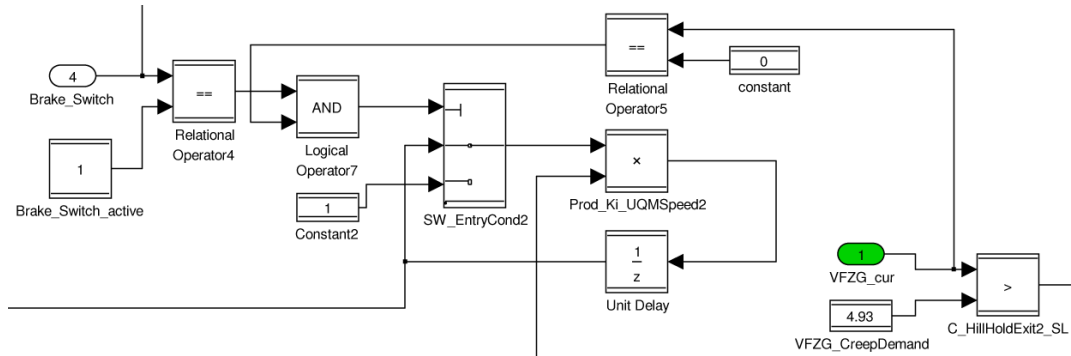 4
Brake_Switch
==
Relational
Operator4
1
Brake_Switch_active
AND
Logical
Operator7
1
Constant2
SW_EntryCond2
==
Relational
Operator5
0
constant
×
Prod_Ki_UQMSpeed2
1
z
Unit Delay
1
VFZG_cur
4.93
VFZG_CreepDemand
>
C_HillHoldExit2_SL